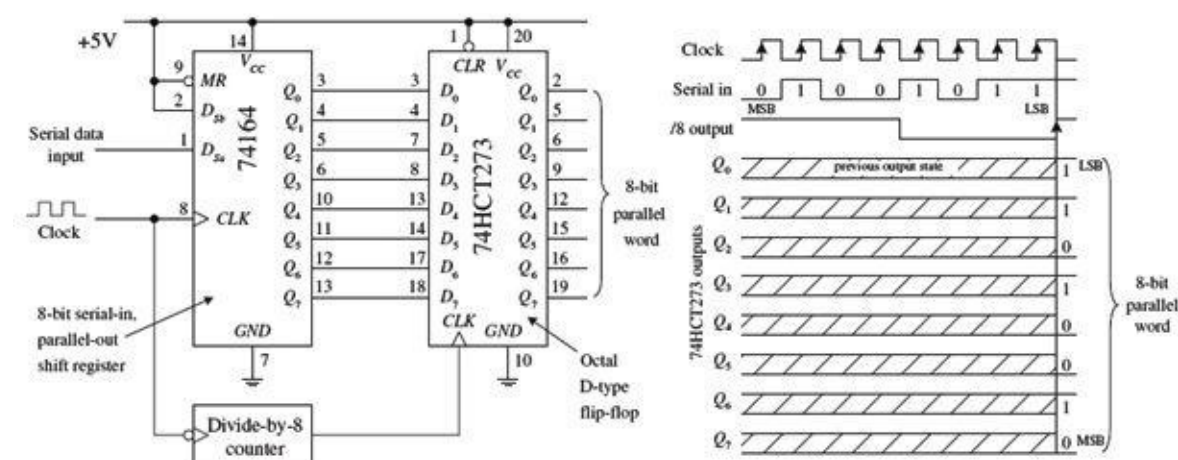 +5V
14
V_CC
9
MR
2
D_Sb
Serial data
input
1
D_Sa
74164
8
CLK
Clock
Q_0
3
Q_1
4
Q_2
5
Q_3
6
Q_4
10
Q_5
11
Q_6
12
Q_7
13
GND
7
8-bit serial-in,
parallel-out
shift register
Divide-by-8
counter
1
20
CLR
V_CC
3
D_0
4
D_1
7
D_2
8
D_3
13
D_4
14
D_5
17
D_6
18
D_7
CLK
74HCT273
Q_0
2
Q_1
5
Q_2
6
Q_3
9
Q_4
12
Q_5
15
Q_6
16
Q_7
19
GND
10
8-bit
parallel
word
Octal
D-type
flip-flop
Clock
Serial in
0 1 0 0 1 0 1 1
MSB
LSB
/8 output
74HCT273 outputs
Q_0 previous output state 1 LSB
Q_1 1
Q_2 0
Q_3 1
Q_4 0
Q_5 0
Q_6 1
Q_7 0 MSB
8-bit
parallel
word